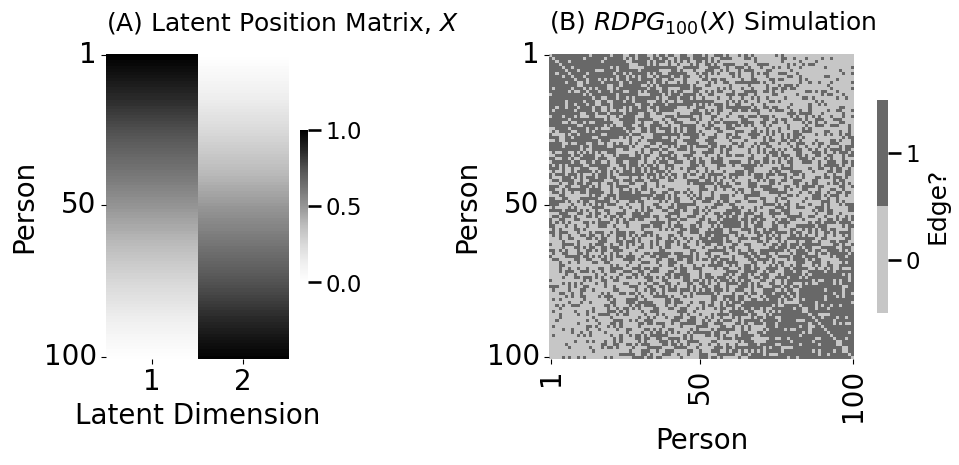 (A) Latent Position Matrix, X
Person
1
50
100
1 2
Latent Dimension
1.0
0.5
0.0
(B) RDPG₁₀₀(X) Simulation
Person
1
50
100
1 50 100
Person
1
0
Edge?